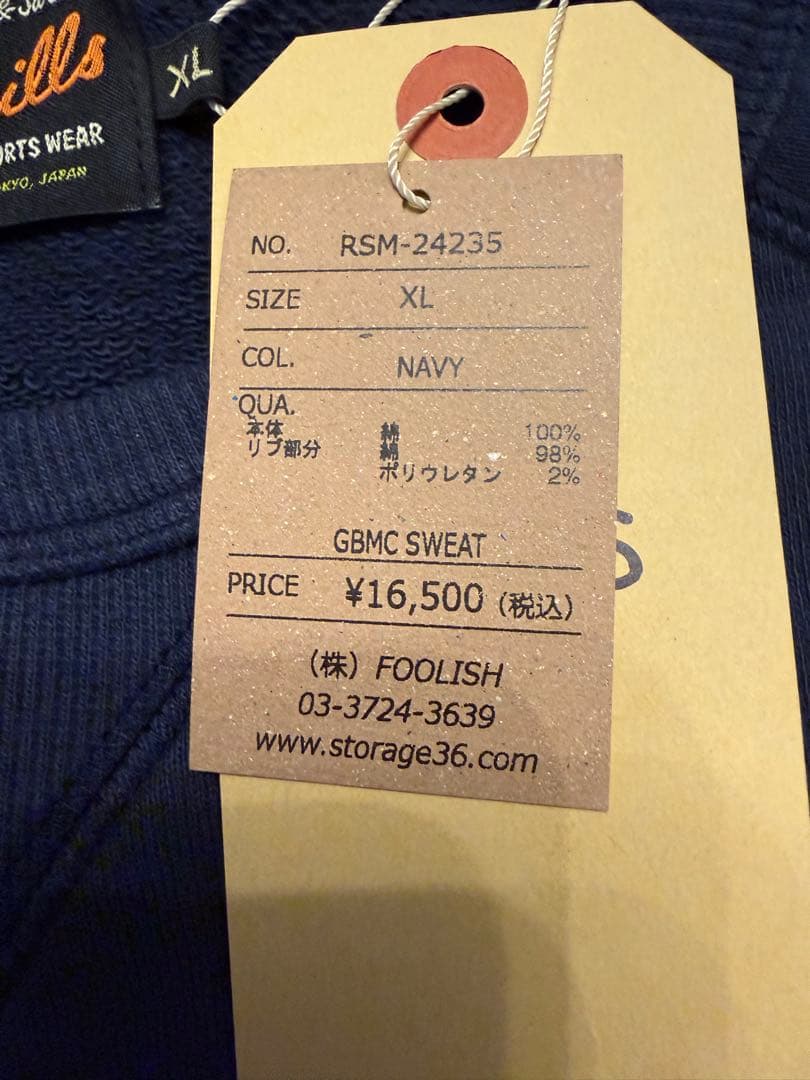 ills
XL
RTS WEAR
KYO, JAPAN
NO. RSM-24235
SIZE XL
COL. NAVY
QUA.
本体 綿 100%
リブ部分 綿 98%
ポリウレタン 2%
GBMC SWEAT
PRICE ¥16,500 (税込)
(株) FOOLISH
03-3724-3639
www.storage36.com